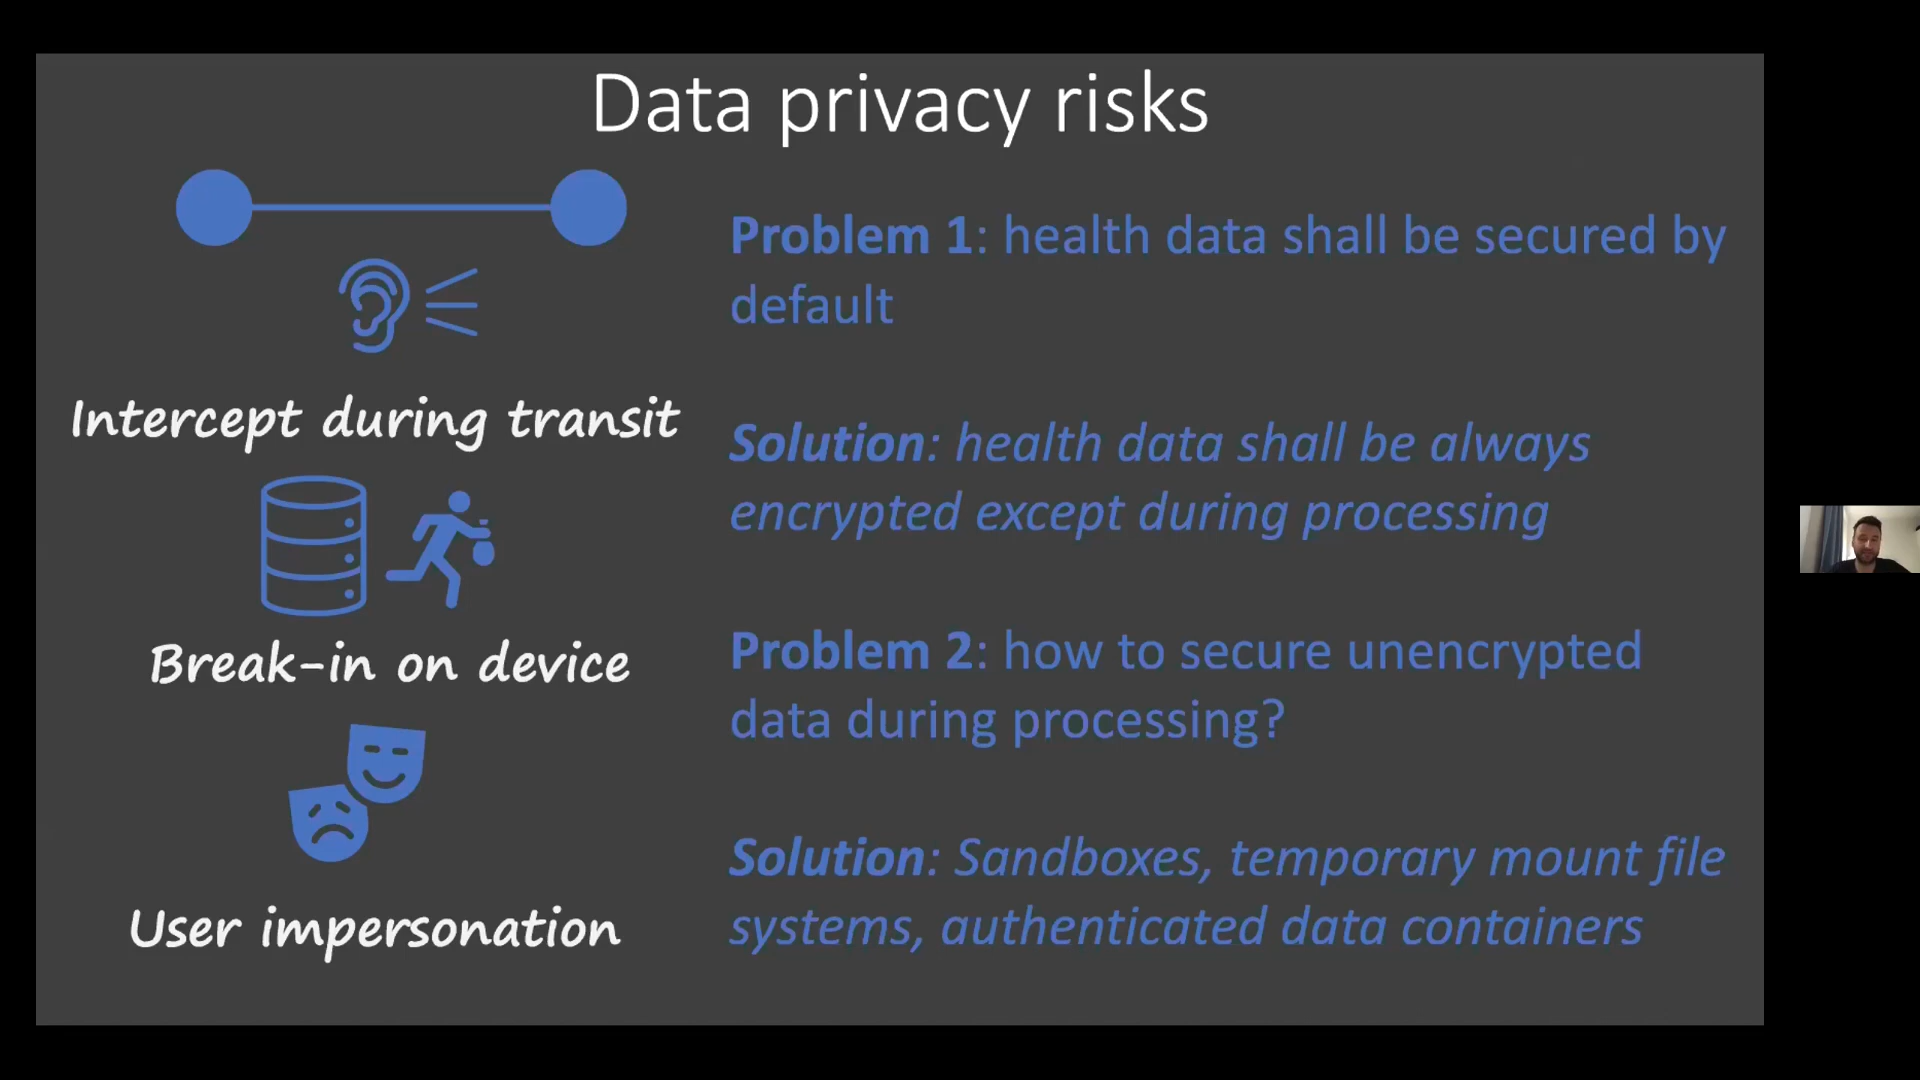 Data privacy risks
Intercept during transit
Break-in on device
User impersonation
Problem 1: health data shall be secured by
default
Solution: health data shall be always
encrypted except during processing
Problem 2: how to secure unencrypted
data during processing?
Solution: Sandboxes, temporary mount file
systems, authenticated data containers